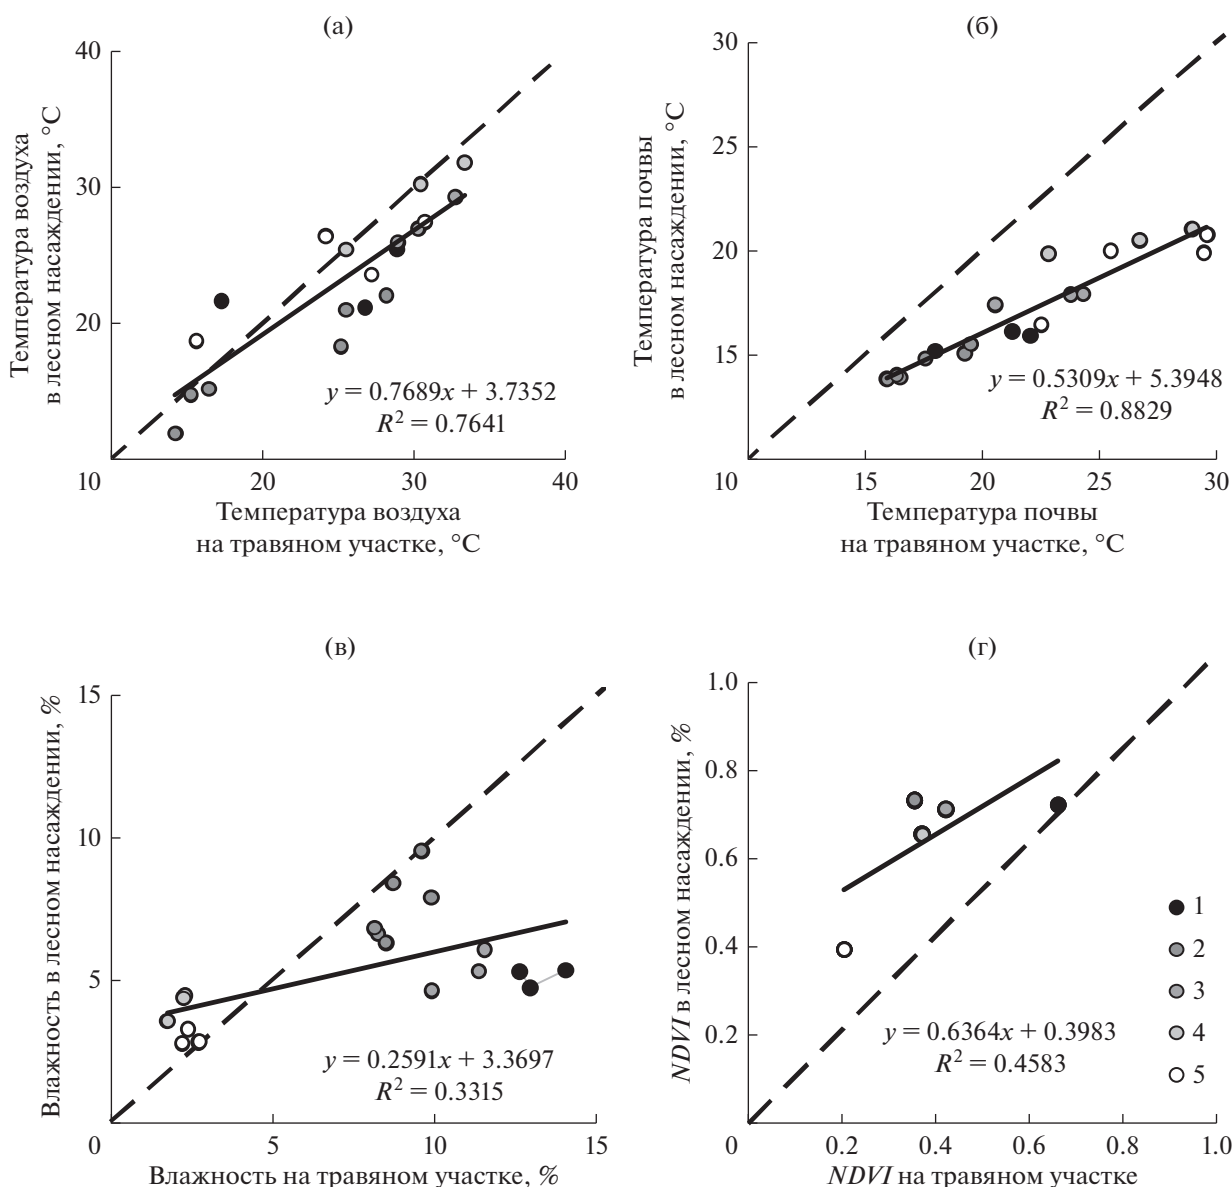 (а)
40
30
20
10
20
30
40
Температура воздуха
в лесном насаждении, °C
y = 0.7689x + 3.7352
R² = 0.7641
Температура воздуха
на травяном участке, °C
(б)
30
25
20
15
10
15
20
25
30
Температура почвы
в лесном насаждении, °C
y = 0.5309x + 5.3948
R² = 0.8829
Температура почвы
на травяном участке, °C
(в)
15
10
5
0
5
10
15
Влажность в лесном насаждении, %
y = 0.2591x + 3.3697
R² = 0.3315
Влажность на травяном участке, %
(г)
1.0
0.8
0.6
0.4
0.2
0
0.2
0.4
0.6
0.8
1.0
NDVI в лесном насаждении, %
1
2
3
4
5
y = 0.6364x + 0.3983
R² = 0.4583
NDVI на травяном участке